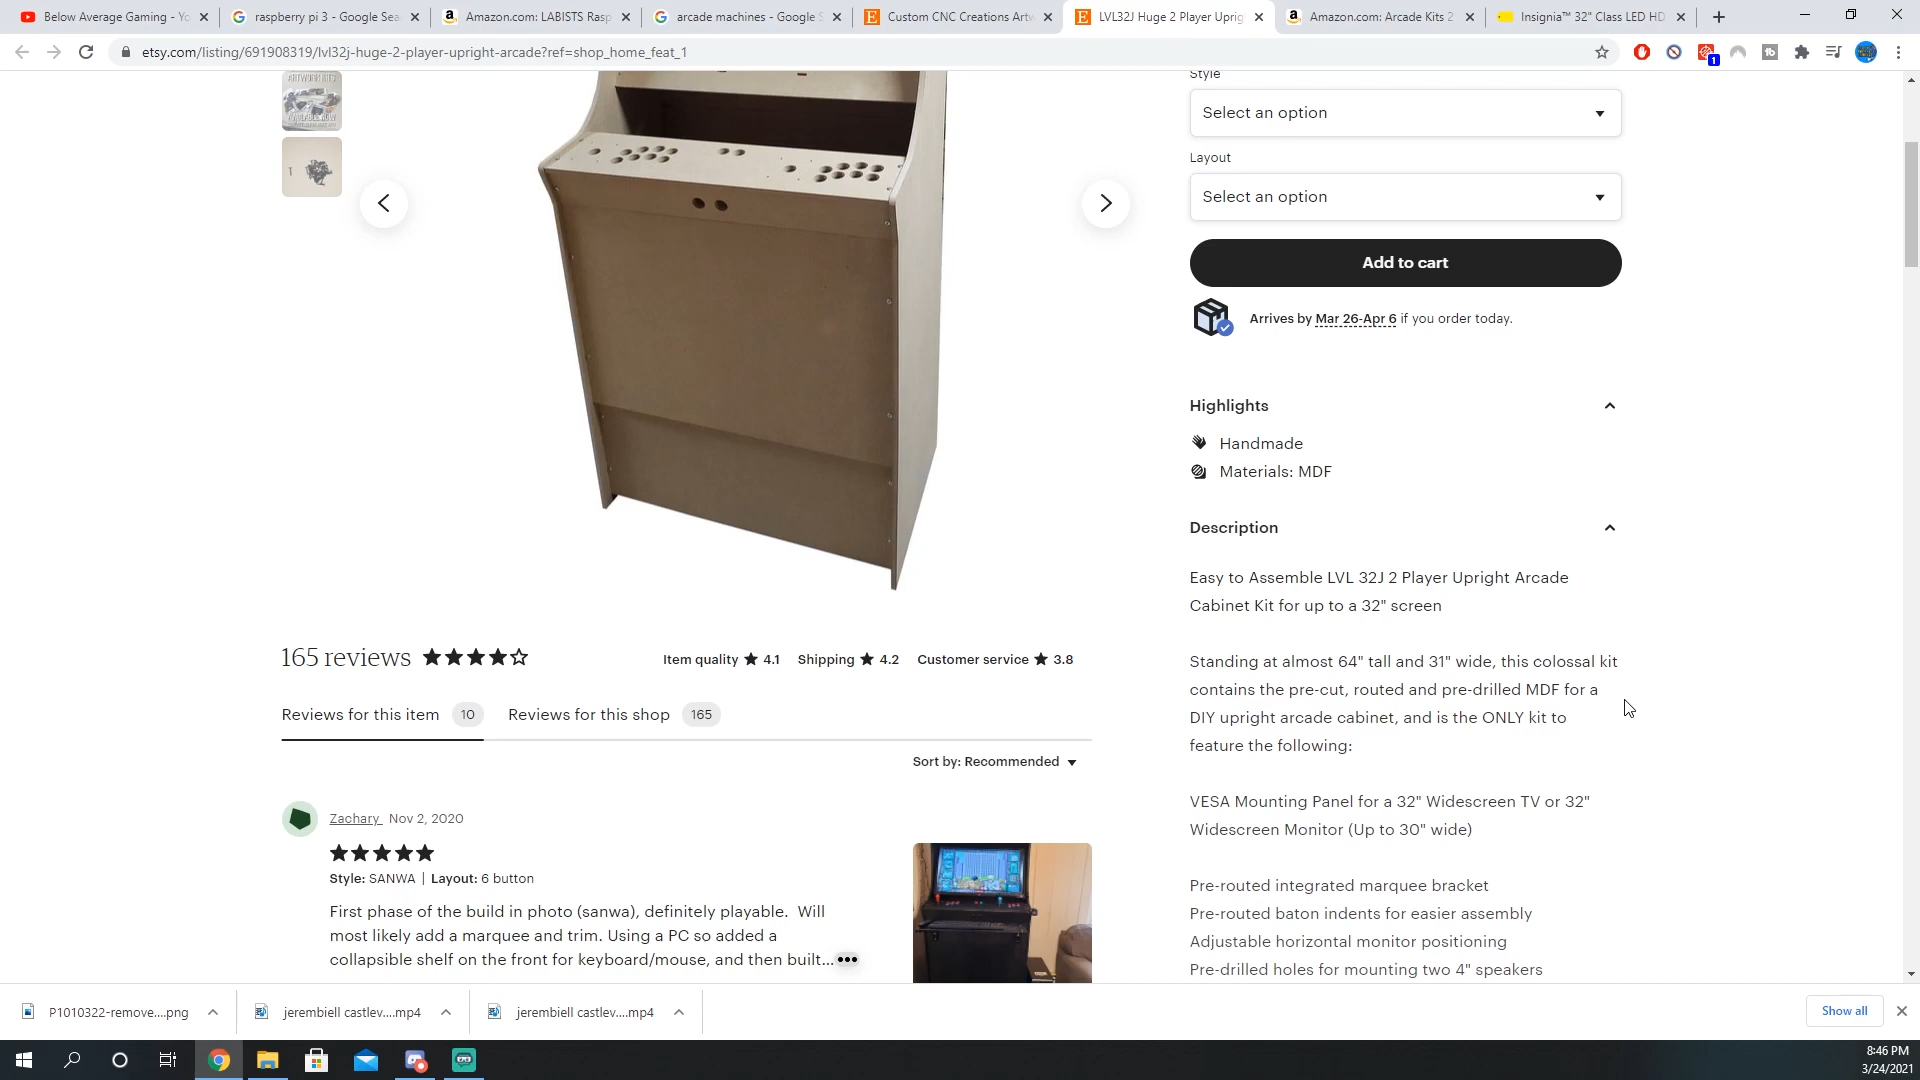 Below Average Gaming - Yo
raspberry pi 3 - Google Sea
Amazon.com: LABISTS Rasp
arcade machines - Google S
Custom CNC Creations Artw
LVL32J Huge 2 Player Uprig
Amazon.com: Arcade Kits 2
Insignia™ 32" Class LED HD
etsy.com/listing/691908319/lvl32j-huge-2-player-upright-arcade?ref=shop_home_feat_1
1
ARTWORK KITS
AVAILABLE NOW
Style
Select an option
Layout
Select an option
Add to cart
Arrives by Mar 26-Apr 6 if you order today.
Highlights
Handmade
Materials: MDF
Description
Easy to Assemble LVL 32J 2 Player Upright Arcade
Cabinet Kit for up to a 32" screen
Standing at almost 64" tall and 31" wide, this colossal kit
contains the pre-cut, routed and pre-drilled MDF for a
DIY upright arcade cabinet, and is the ONLY kit to
feature the following:
VESA Mounting Panel for a 32" Widescreen TV or 32"
Widescreen Monitor (Up to 30" wide)
Pre-routed integrated marquee bracket
Pre-routed baton indents for easier assembly
Adjustable horizontal monitor positioning
Pre-drilled holes for mounting two 4" speakers
165 reviews
Item quality ★ 4.1 Shipping ★ 4.2 Customer service ★ 3.8
Reviews for this item 10 Reviews for this shop 165
Sort by: Recommended
Zachary Nov 2, 2020
Style: SANWA | Layout: 6 button
First phase of the build in photo (sanwa), definitely playable. Will
most likely add a marquee and trim. Using a PC so added a
collapsible shelf on the front for keyboard/mouse, and then built...
P1010322-remove....png
jerembiell castlev....mp4
jerembiell castlev....mp4
Show all
8:46 PM
3/24/2021